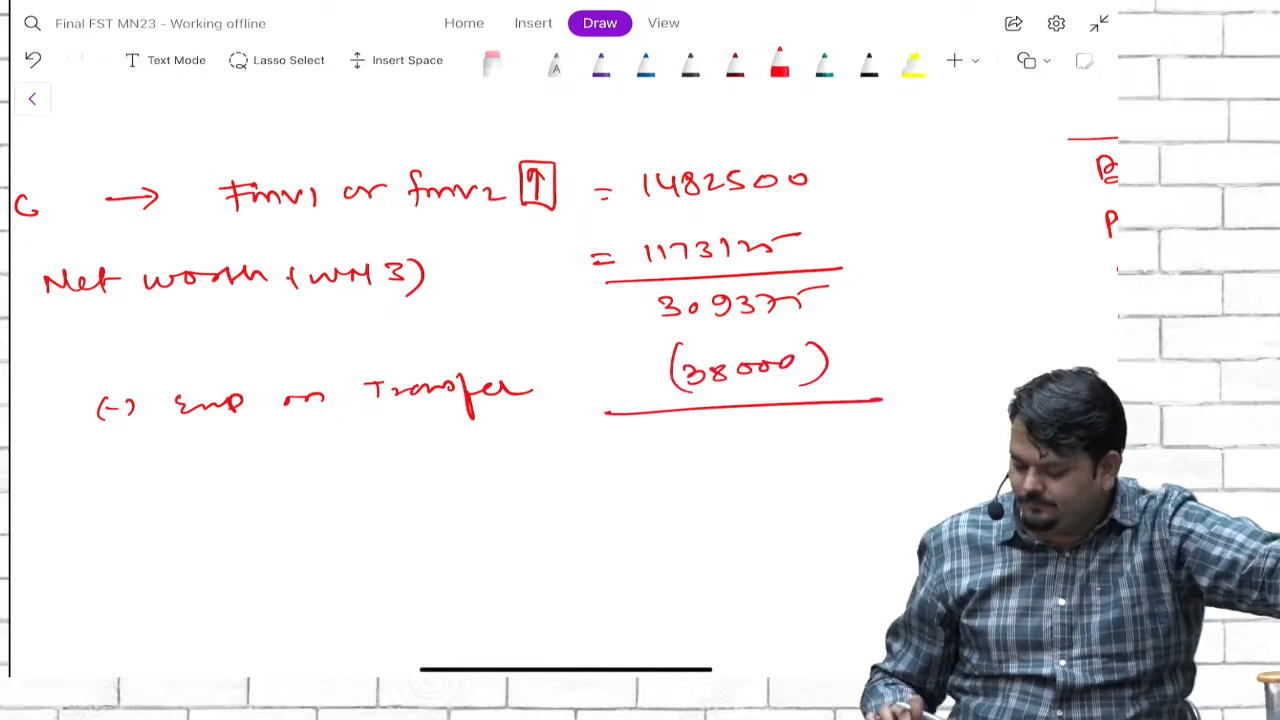 Final FST MN23 - Working offline
Home Insert Draw View
Text Mode Lasso Select Insert Space
A
C → Fmv1 or fmv2 ↑ = 1482500
Net worth (WN 3) = 1173125
309375
(38000)
(-) Exp on Transfer
P